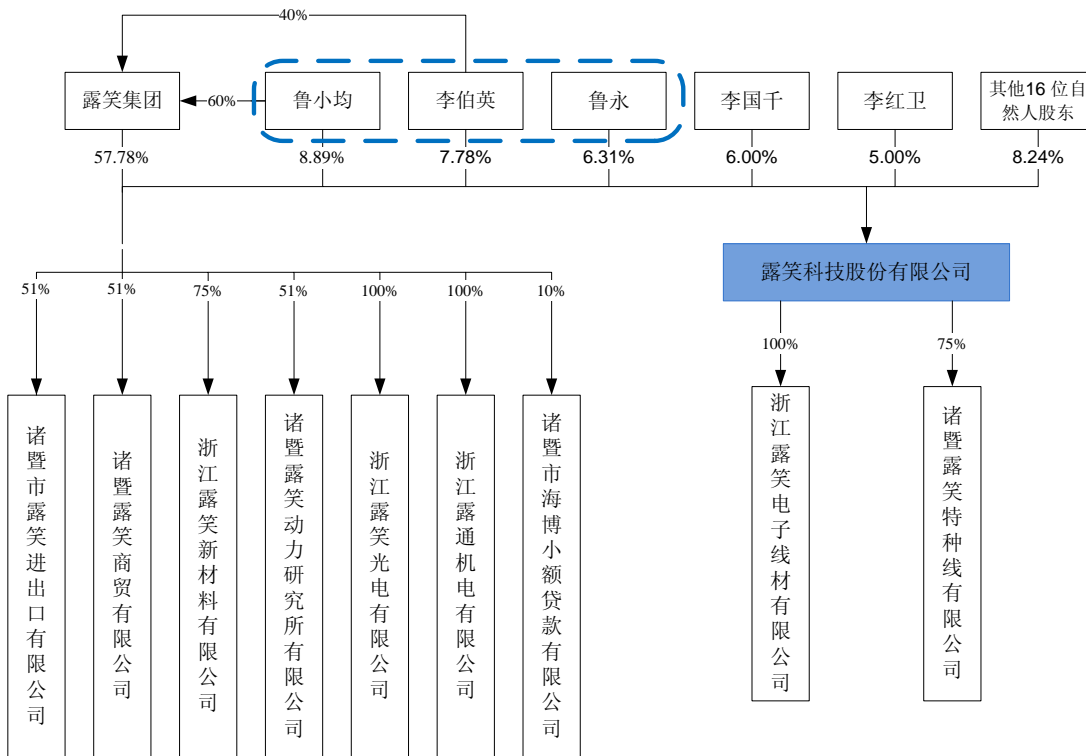 40%
露笑集团
60%
鲁小均
李伯英
鲁永
李国千
李红卫
其他16 位自
然人股东
57.78%
8.89%
7.78%
6.31%
6.00%
5.00%
8.24%
露笑科技股份有限公司
51%
51%
75%
51%
100%
100%
10%
100%
75%
诸暨市露笑进出口有限公司
诸暨露笑商贸有限公司
浙江露笑新材料有限公司
诸暨露笑动力研究所有限公司
浙江露笑光电有限公司
浙江露通机电有限公司
诸暨市海博小额贷款有限公司
浙江露笑电子线材有限公司
诸暨露笑特种线有限公司